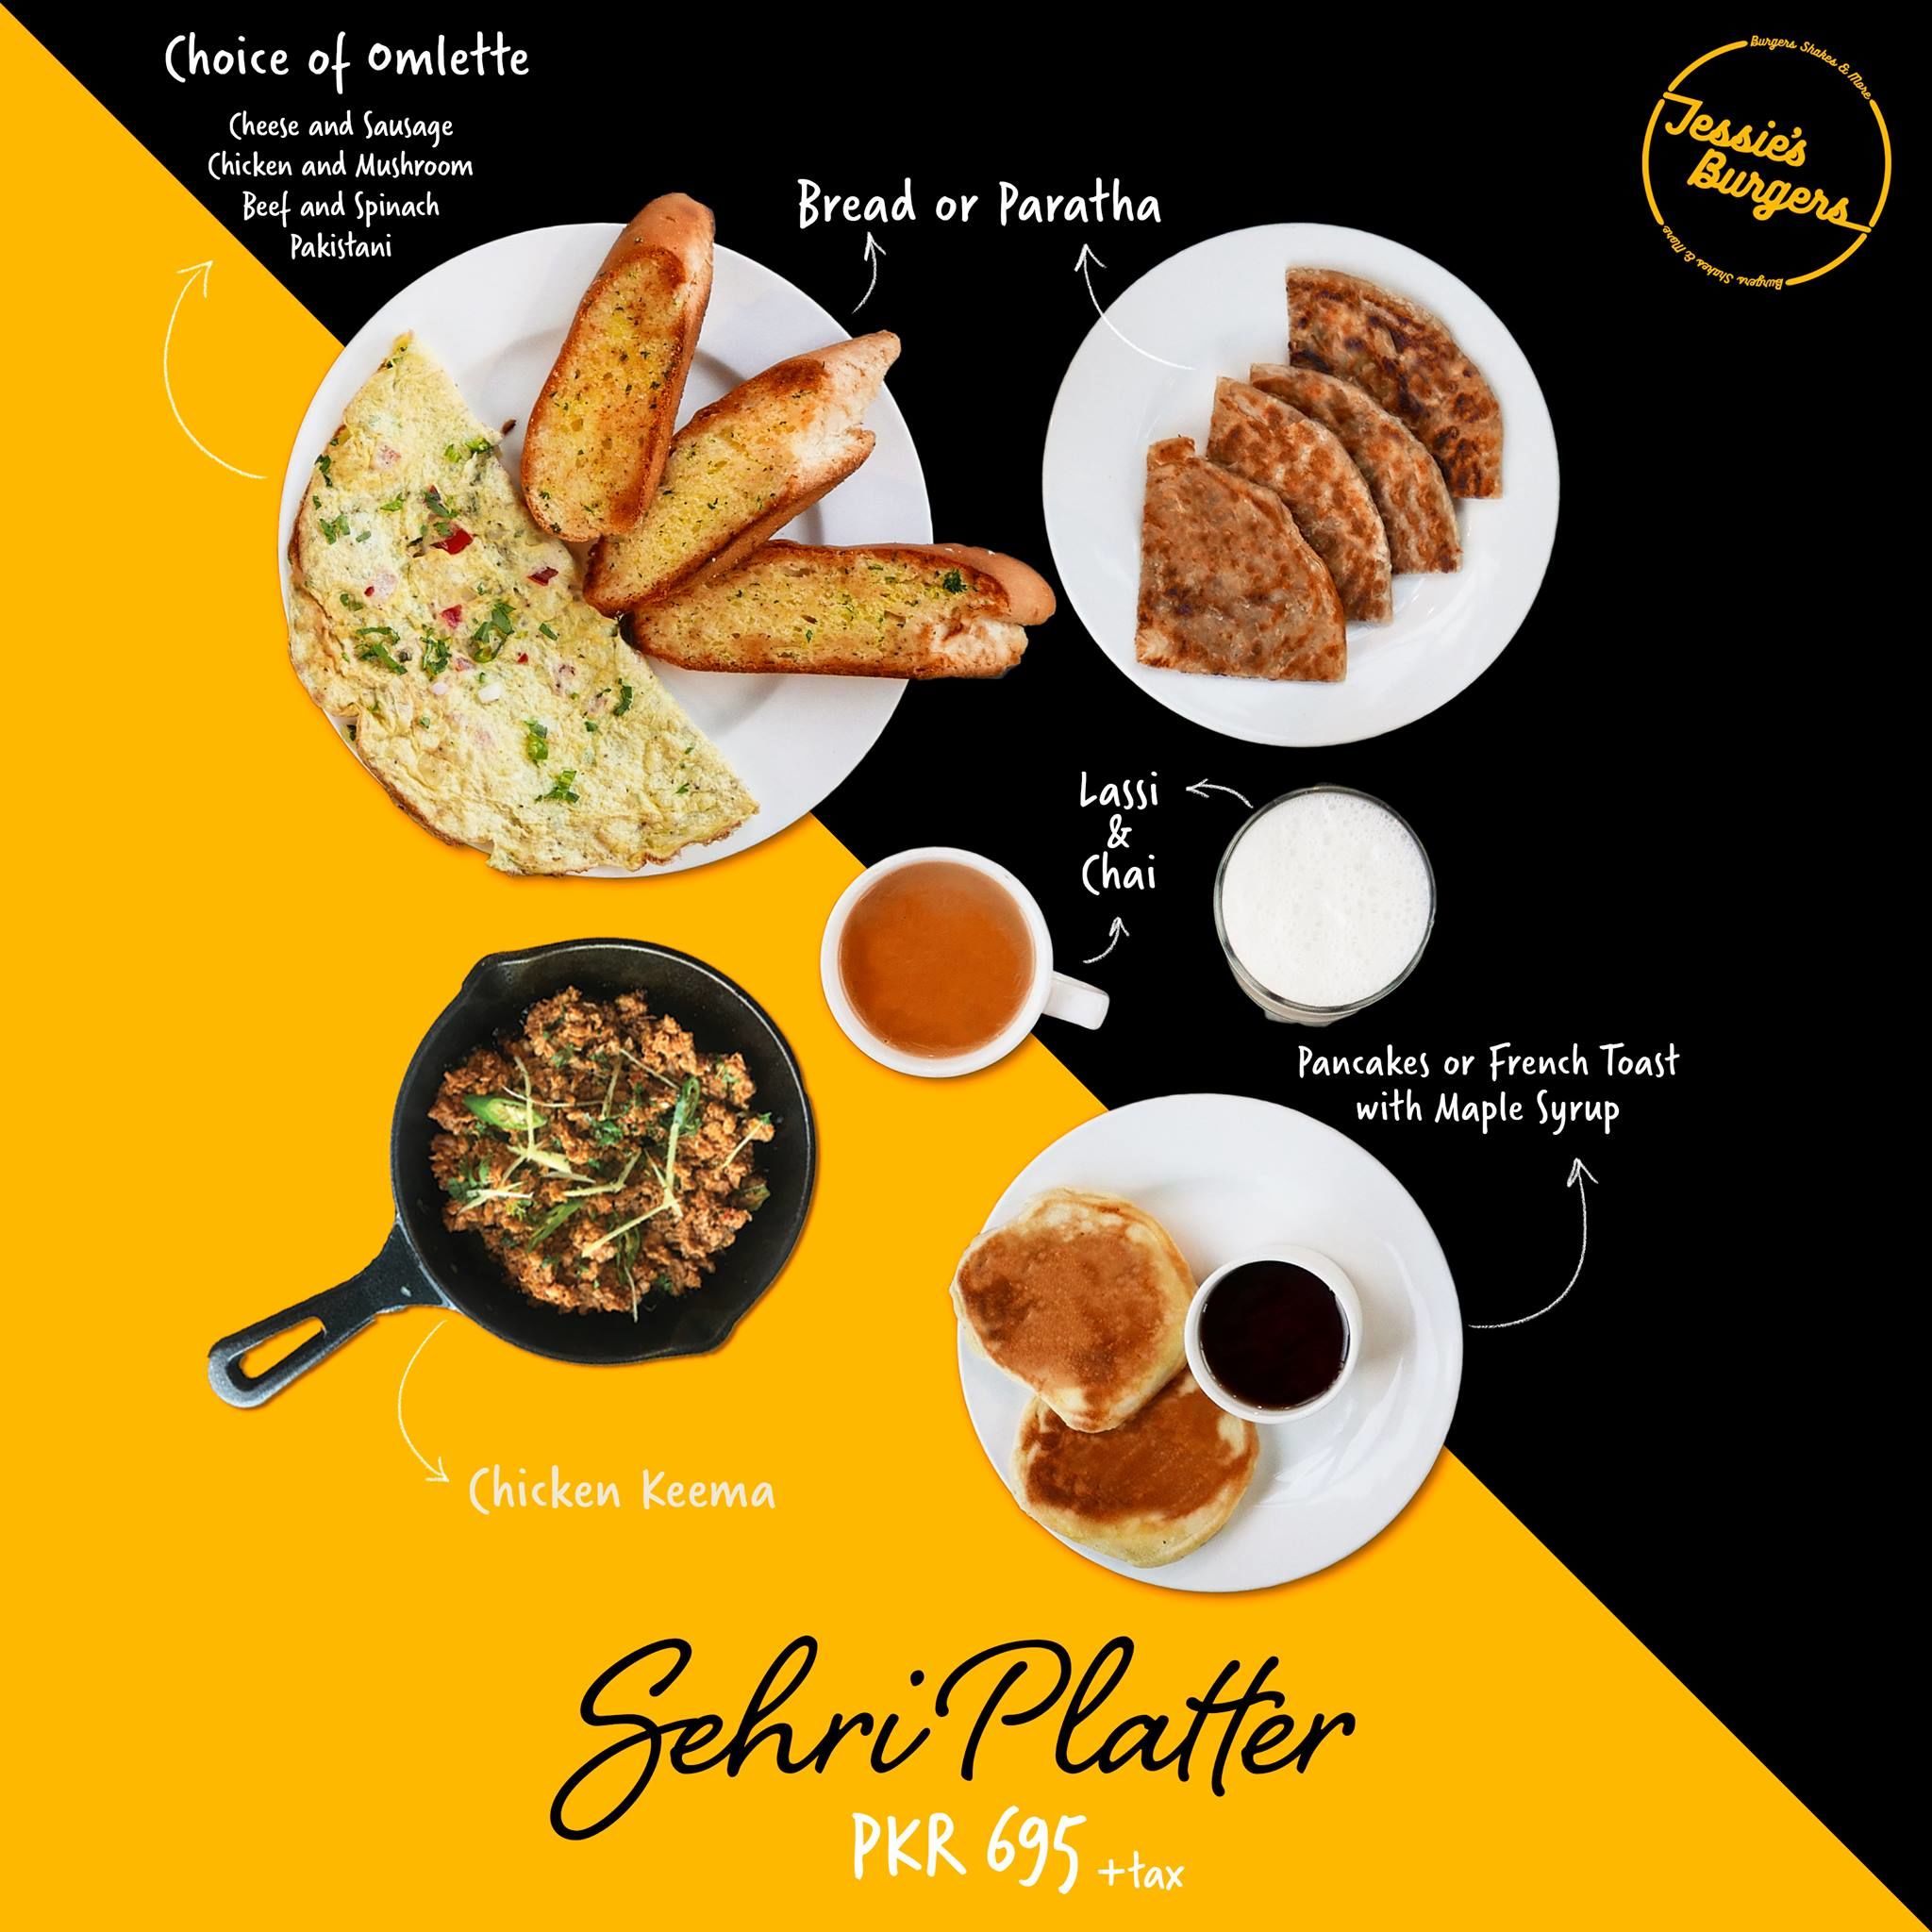 Choice of Omlette
Cheese and Sausage
Chicken and Mushroom
Beef and Spinach
Pakistani
Bread or Paratha
Burgers Shakes & More
Jessie's
Burgers
Burgers Shakes & More
Lassi
&
Chai
Pancakes or French Toast
with Maple Syrup
Chicken Keema
Sehri Platter
PKR 695 +tax